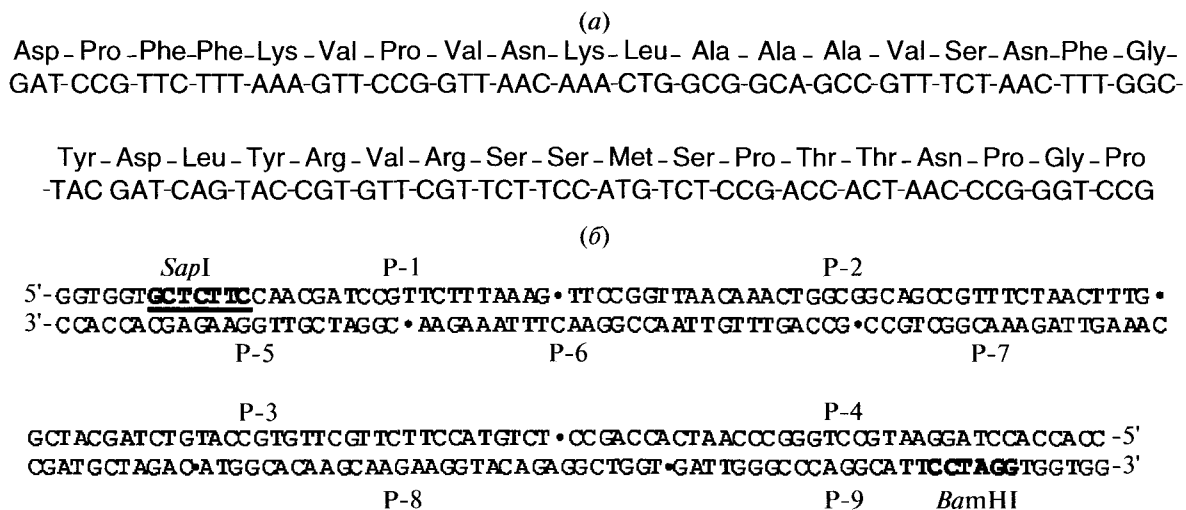 (а)
Asp – Pro – Phe – Phe – Lys – Val – Pro – Val – Asn – Lys – Leu – Ala – Ala – Ala – Val – Ser – Asn – Phe – Gly –
GAT-CCG-TTC-TTT-AAA-GTT-CCG-GTT-AAC-AAA-CTG-GCG-GCA-GCC-GTT-TCT-AAC-TTT-GGC-
Tyr – Asp – Leu – Tyr – Arg – Val – Arg – Ser – Ser – Met – Ser – Pro – Thr – Thr – Asn – Pro – Gly – Pro
-TAC GAT-CAG-TAC-CGT-GTT-CGT-TCT-TCC-ATG-TCT-CCG-ACC-ACT-AAC-CCG-GGT-CCG
(б)
SapI P-1 P-2
5'-GGTGGTGCTCTTCCAACGATCCGTTCTTTAAAG•TTCCGGTTAACAAACTGGCGGCAGCCGTTTCTAACTTTG•
3'-CCACCACGAGAAGGTTGCTAGGC•AAGAAATTTCAAGGCCAATTGTTTGACCG•CCGTCGGCAAAGATTGAAAC
P-5 P-6 P-7
P-3 P-4
GCTACGATCTGTACCGTGTTCGTTCTTCCATGTCT•CCGACCACTAACCCGGGTCCGTAAGGATCCACCACC-5'
CGATGCTAGAC•ATGGCACAAGCAAGAAGGTACAGAGGCTGGT•GATTGGGCCCAGGCATTCCTAGGTGGTGG-3'
P-8 P-9 BamHI